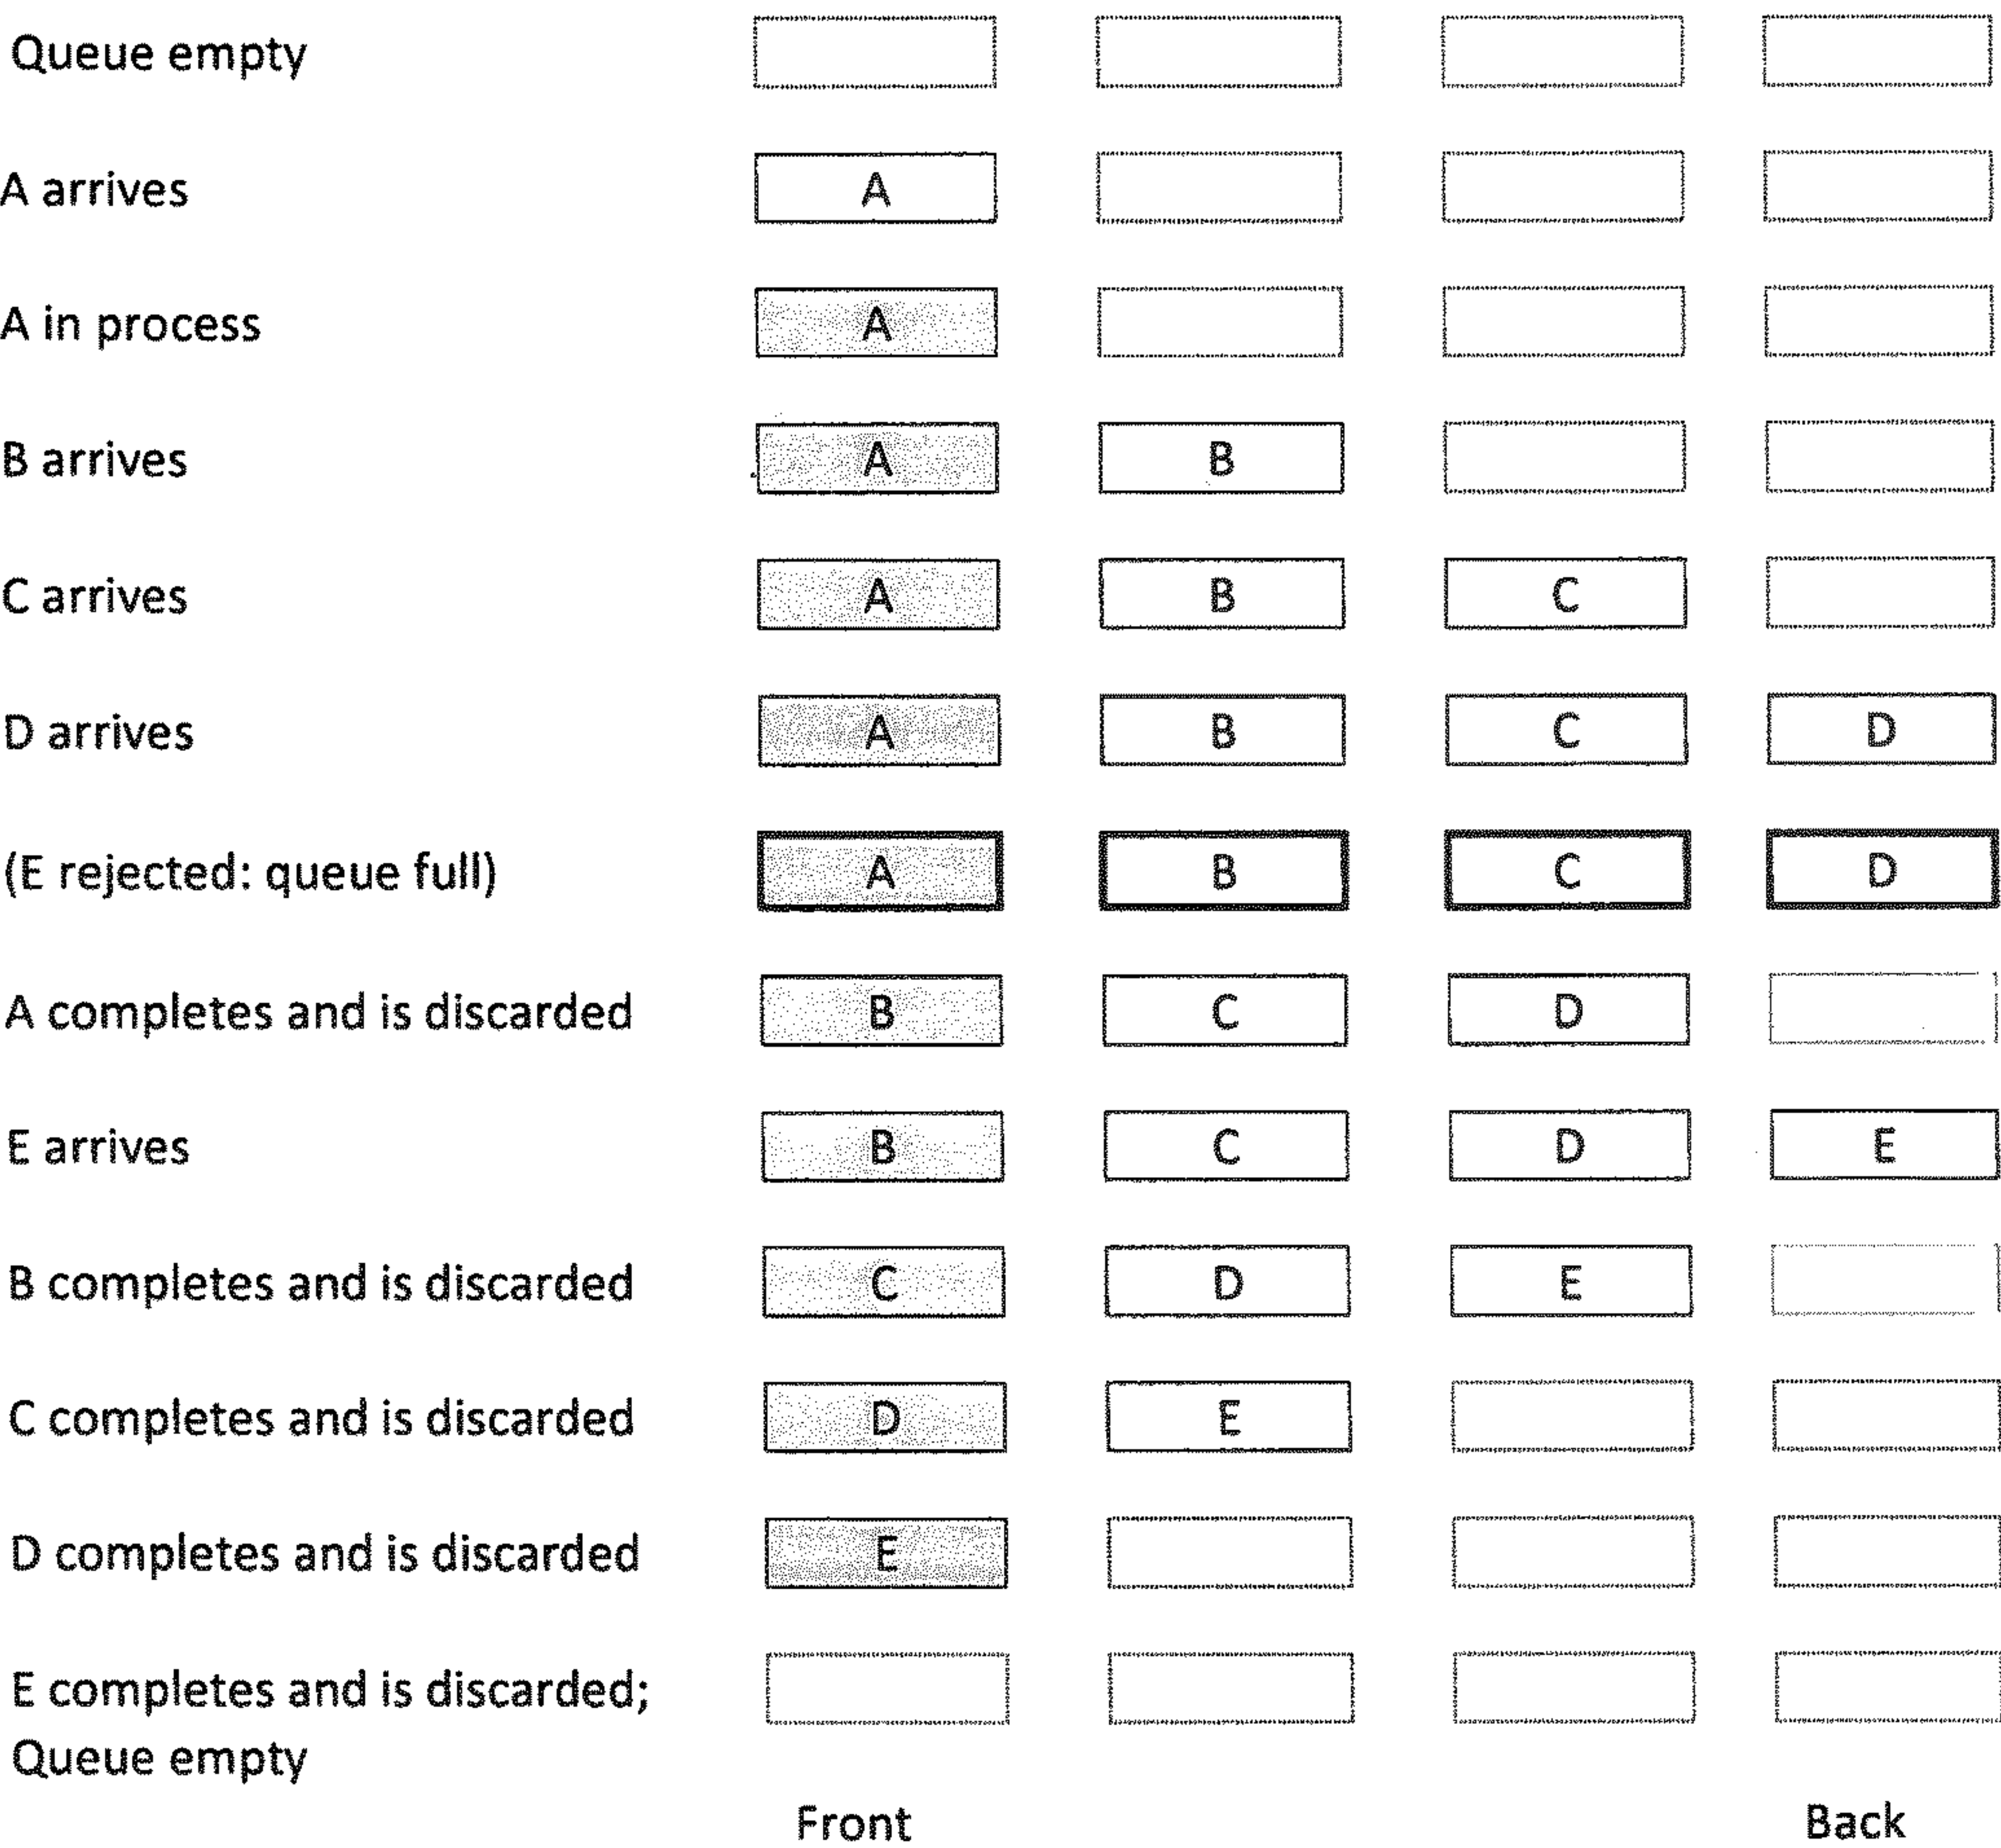 Queue empty
A arrives A
A in process A
B arrives A B
C arrives A B C
D arrives A B C D
(E rejected: queue full) A B C D
A completes and is discarded B C D
E arrives B C D E
B completes and is discarded C D E
C completes and is discarded D E
D completes and is discarded E
E completes and is discarded;
Queue empty
Front Back